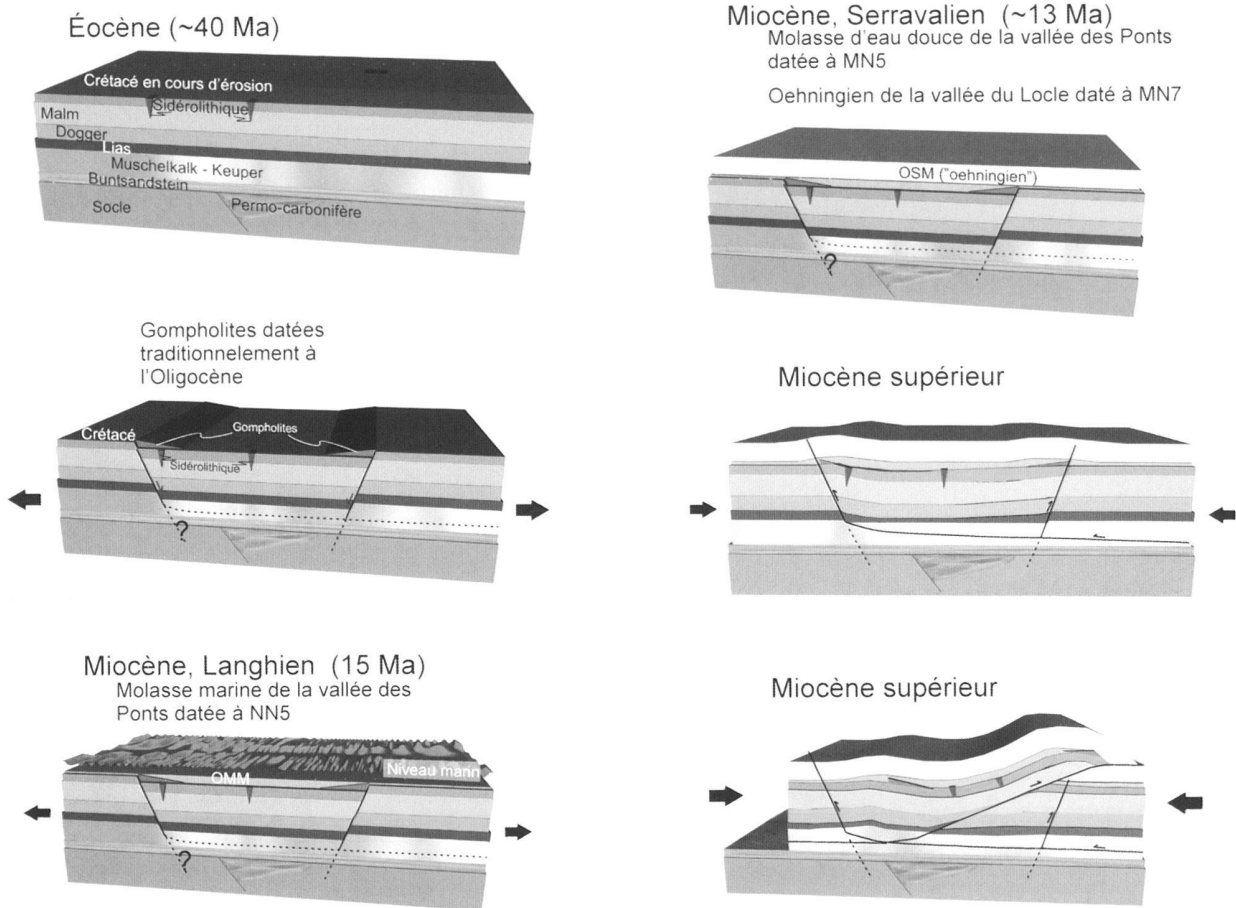 Éocène (~40 Ma)
Crétacé en cours d'érosion
Sidérolithique
Malm
Dogger
Lias
Muschelkalk - Keuper
Buntsandstein
Socle
Permo-carbonifère
Gompholites datées
traditionnelement à
l'Oligocène
Crétacé
Gompholites
Sidérolithique
?
Miocène, Langhien (15 Ma)
Molasse marine de la vallée des
Ponts datée à NN5
OMM
Niveau marin
?
Miocène, Serravalien (~13 Ma)
Molasse d'eau douce de la vallée des Ponts
datée à MN5
Oehningien de la vallée du Locle daté à MN7
OSM ("oehningien")
?
Miocène supérieur
Miocène supérieur